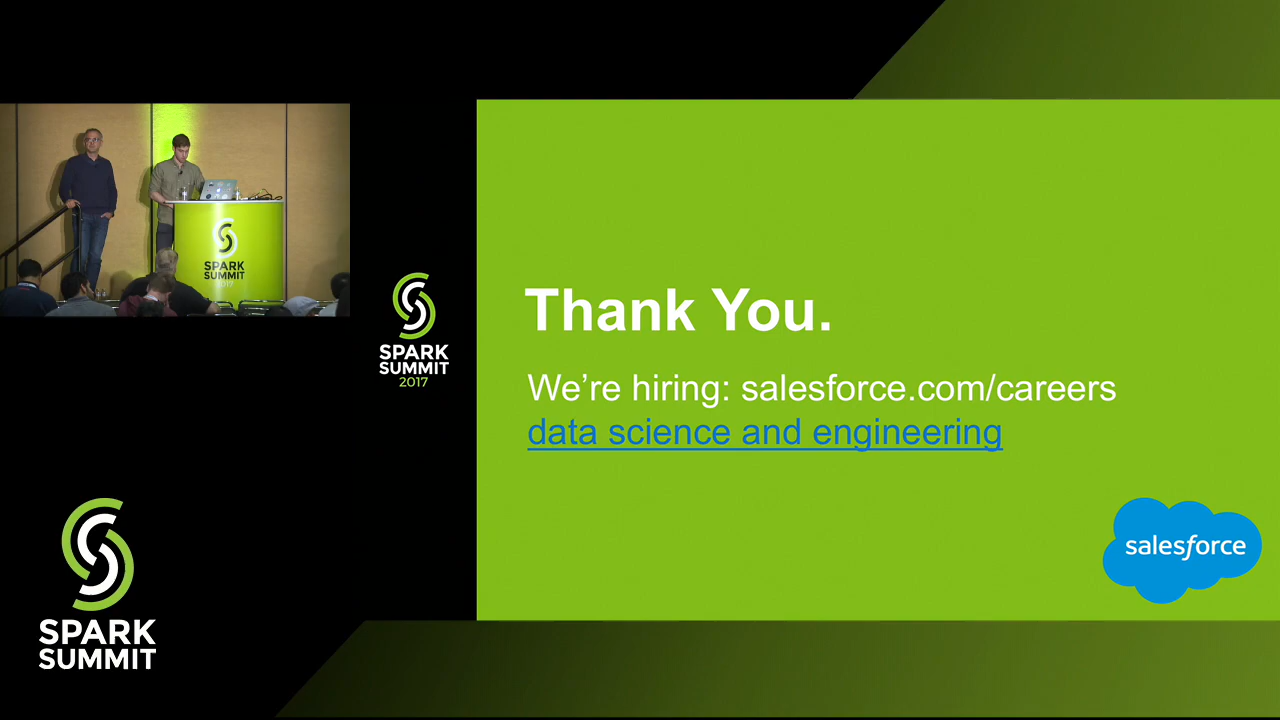 SPARK
SUMMIT
2017
SPARK
SUMMIT
2017
Thank You.
We're hiring: salesforce.com/careers
data science and engineering
salesforce
SPARK
SUMMIT